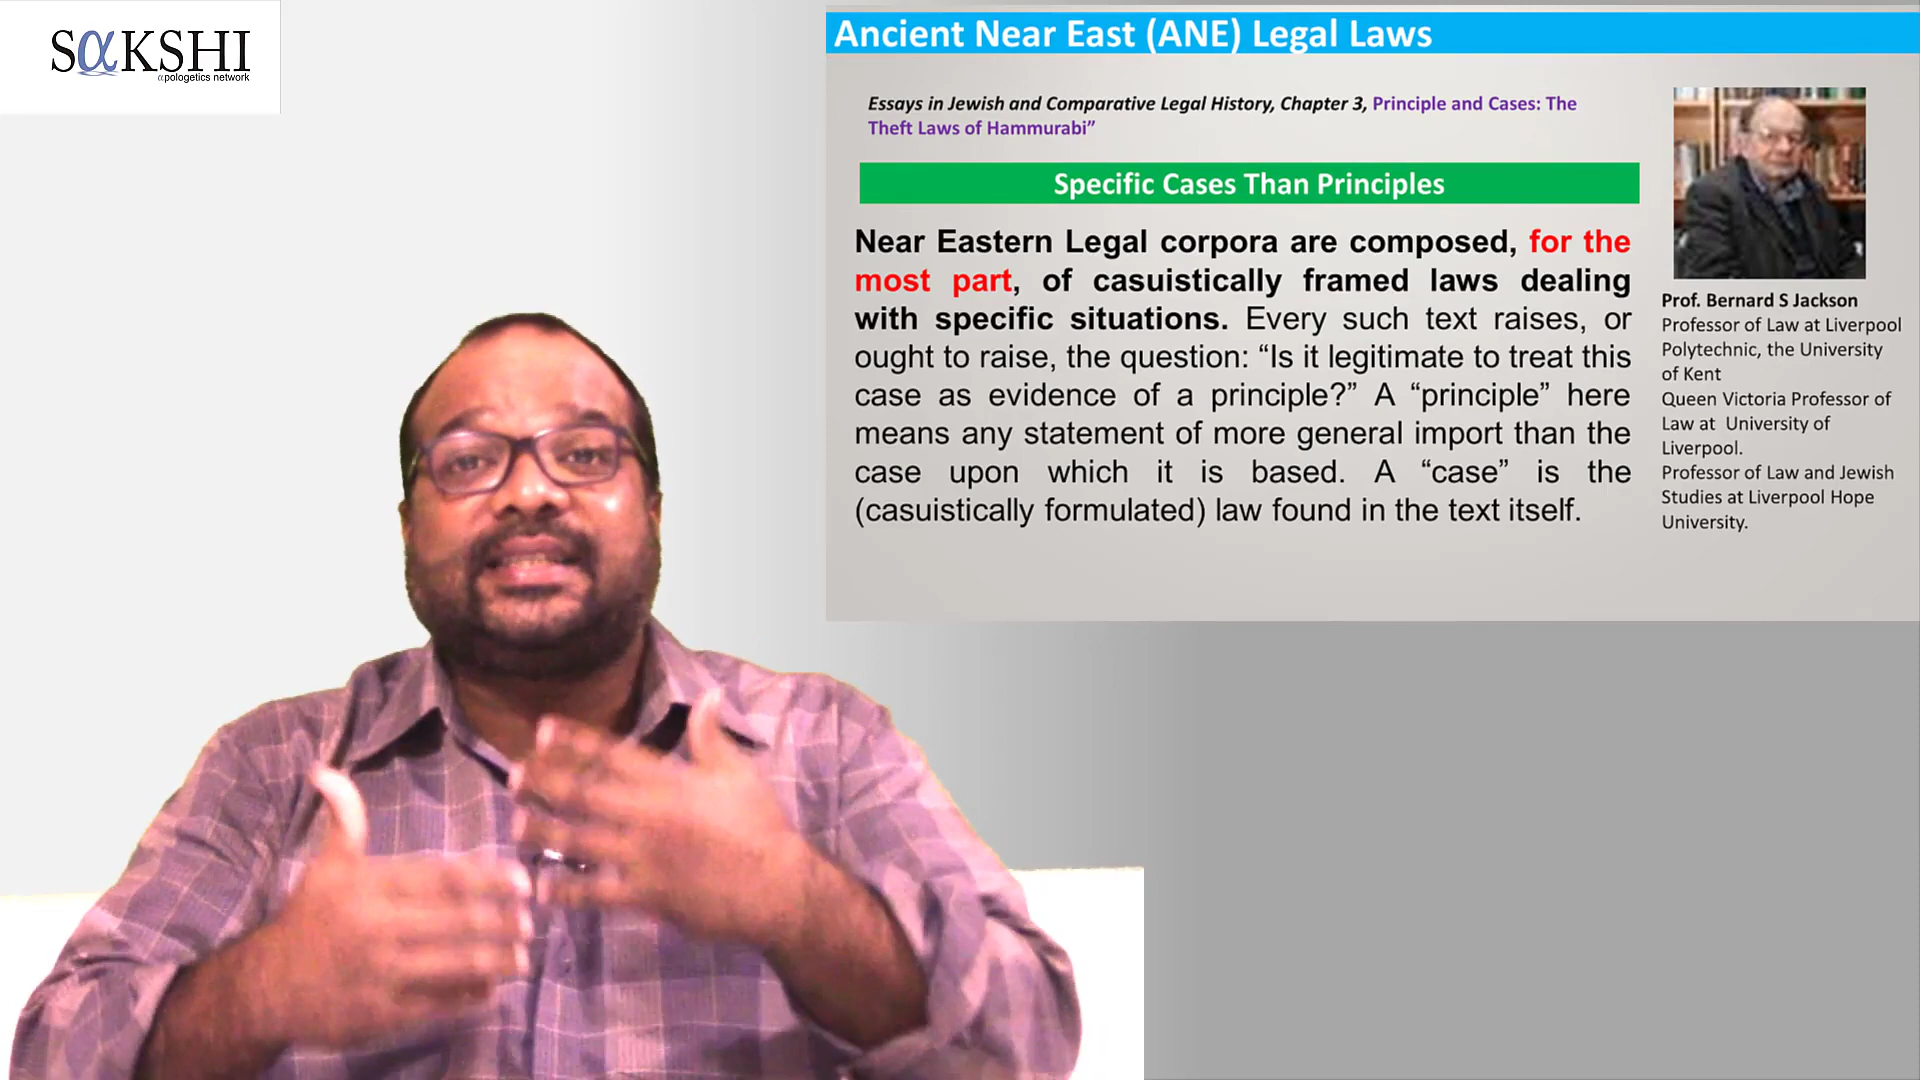 SαKSHI
αpologetics network
Ancient Near East (ANE) Legal Laws
Essays in Jewish and Comparative Legal History, Chapter 3, Principle and Cases: The
Theft Laws of Hammurabi”
Specific Cases Than Principles
Near Eastern Legal corpora are composed, for the
most part, of casuistically framed laws dealing
with specific situations. Every such text raises, or
ought to raise, the question: “Is it legitimate to treat this
case as evidence of a principle?” A “principle” here
means any statement of more general import than the
case upon which it is based. A “case” is the
(casuistically formulated) law found in the text itself.
Prof. Bernard S Jackson
Professor of Law at Liverpool
Polytechnic, the University
of Kent
Queen Victoria Professor of
Law at University of
Liverpool.
Professor of Law and Jewish
Studies at Liverpool Hope
University.